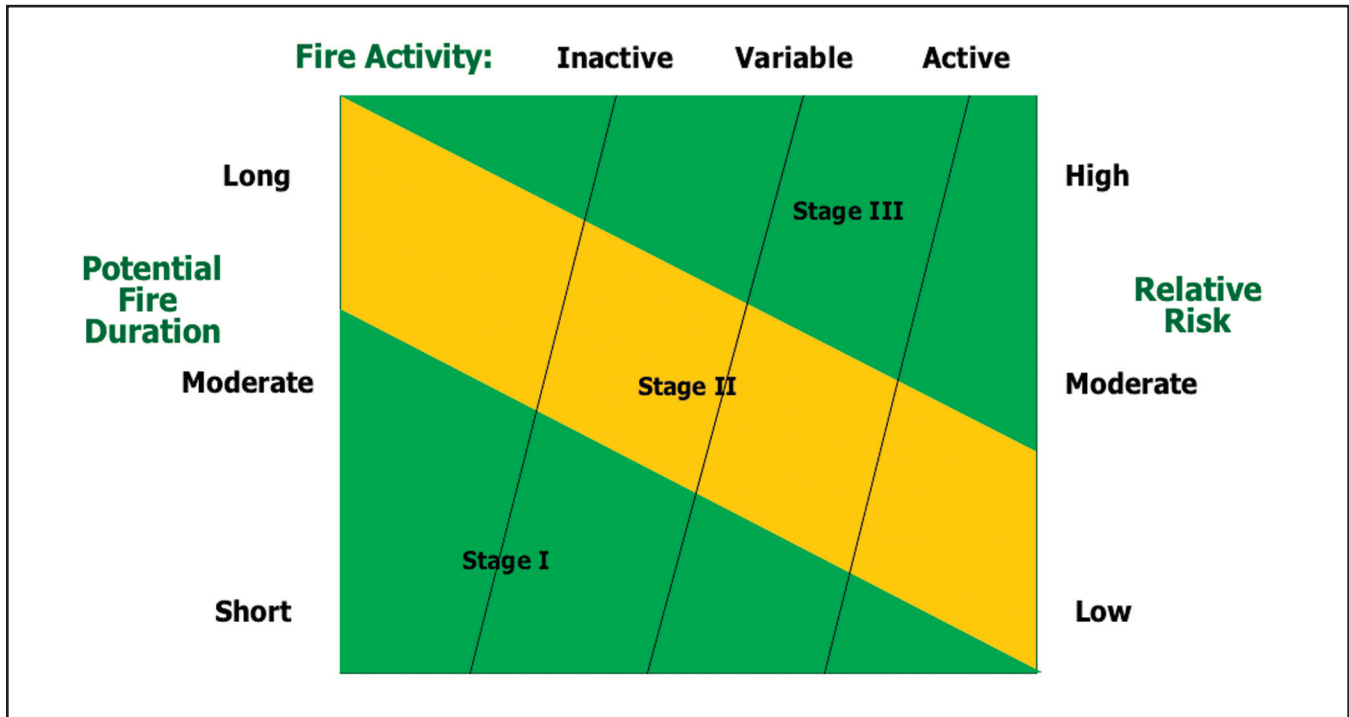 Fire Activity: Inactive Variable Active
Long
High
Stage III
Potential
Fire
Duration
Relative
Risk
Moderate
Stage II
Moderate
Stage I
Short
Low